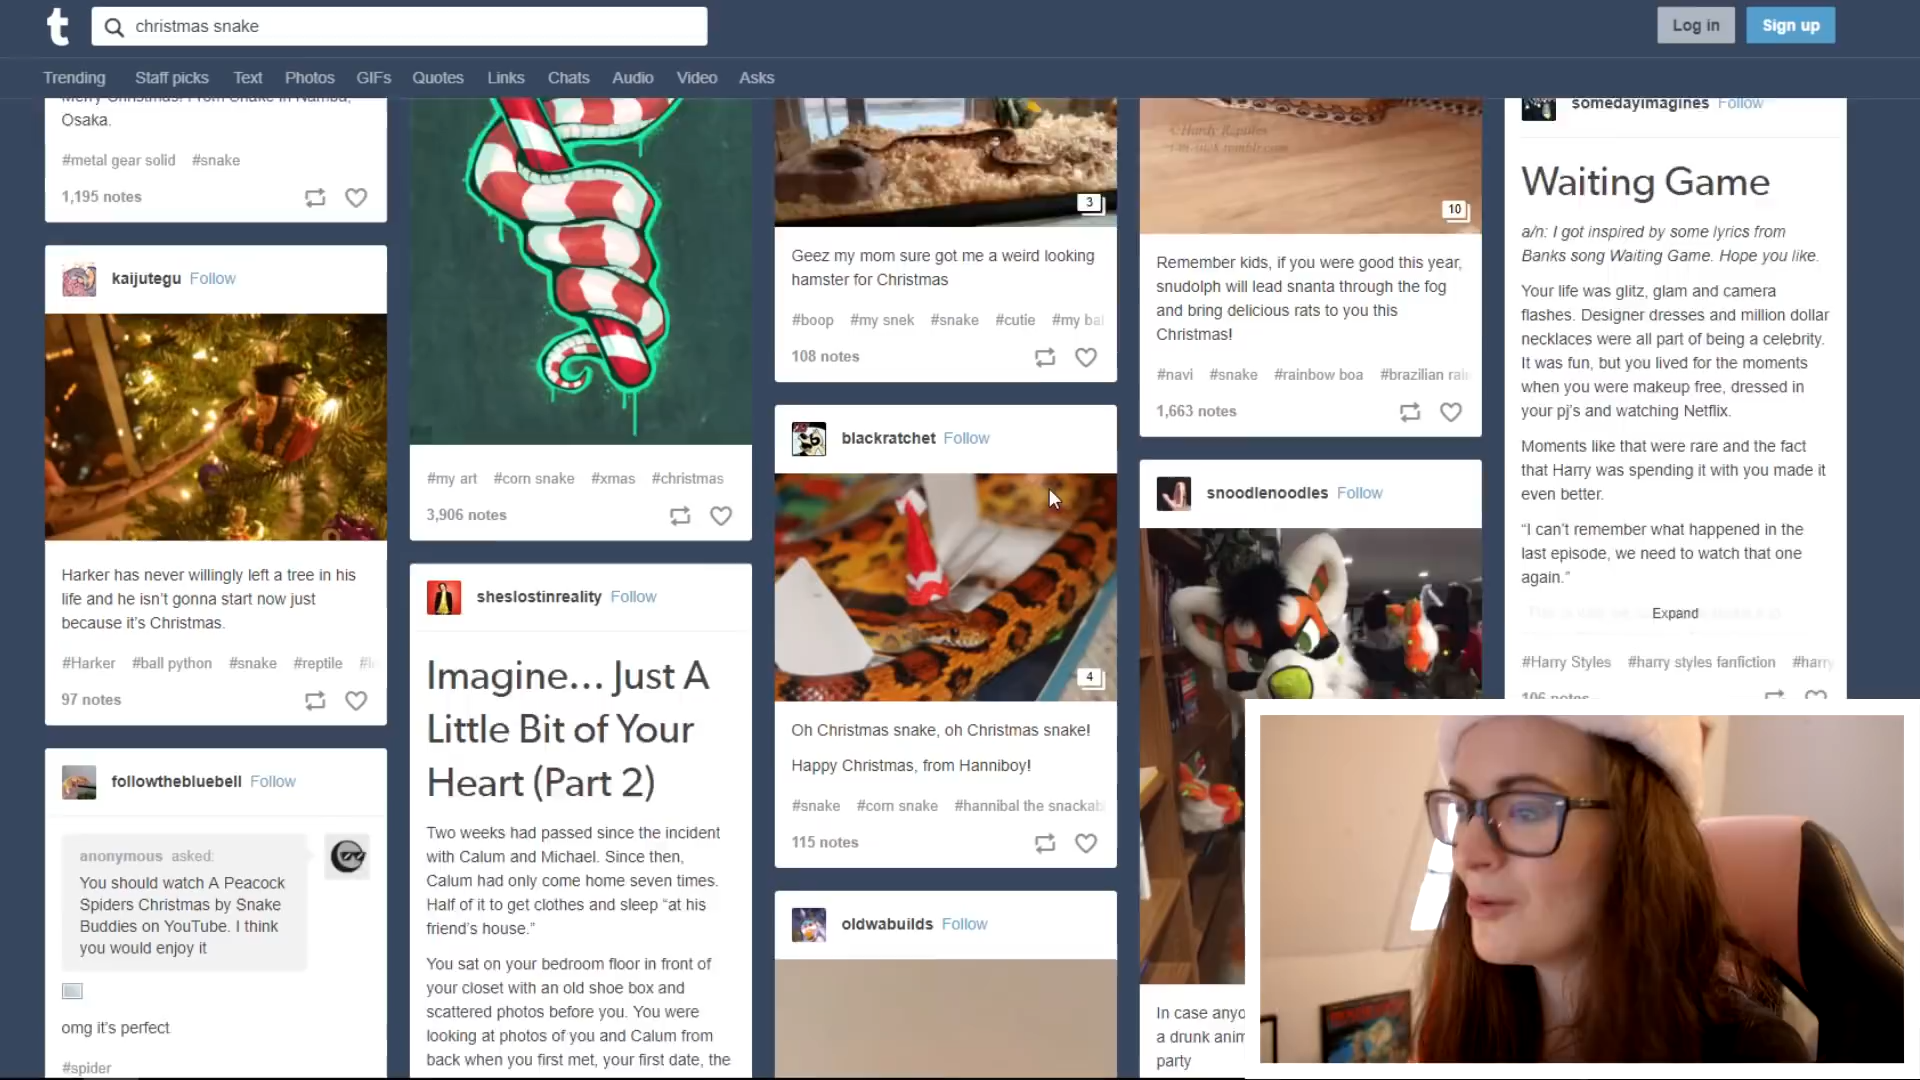 t
christmas snake
Log in
Sign up
Trending Staff picks Text Photos GIFs Quotes Links Chats Audio Video Asks
Osaka.
#metal gear solid #snake
1,195 notes
kaijutegu Follow
Harker has never willingly left a tree in his
life and he isn’t gonna start now just
because it’s Christmas.
#Harker #ball python #snake #reptile
97 notes
followthebluebell Follow
anonymous asked:
You should watch A Peacock
Spiders Christmas by Snake
Buddies on YouTube. I think
you would enjoy it
omg it’s perfect
#spider
#my art #corn snake #xmas #christmas
3,906 notes
sheslostinreality Follow
Imagine... Just A
Little Bit of Your
Heart (Part 2)
Two weeks had passed since the incident
with Calum and Michael. Since then,
Calum had only come home seven times.
Half of it to get clothes and sleep “at his
friend’s house.”
You sat on your bedroom floor in front of
your closet with an old shoe box and
scattered photos before you. You were
looking at photos of you and Calum from
back when you first met, your first date, the
3
Geez my mom sure got me a weird looking
hamster for Christmas
#boop #my snek #snake #cutie #my ba
108 notes
blackratchet Follow
4
Oh Christmas snake, oh Christmas snake!
Happy Christmas, from Hanniboy!
#snake #corn snake #hannibal the snackab
115 notes
oldwabuilds Follow
10
Remember kids, if you were good this year,
snudolph will lead snanta through the fog
and bring delicious rats to you this
Christmas!
#navi #snake #rainbow boa #brazilian rai
1,663 notes
snoodlenoodles Follow
In case anyo
a drunk anim
party
somedayimagines Follow
Waiting Game
a/n: I got inspired by some lyrics from
Banks song Waiting Game. Hope you like.
Your life was glitz, glam and camera
flashes. Designer dresses and million dollar
necklaces were all part of being a celebrity.
It was fun, but you lived for the moments
when you were makeup free, dressed in
your pj’s and watching Netflix.
Moments like that were rare and the fact
that Harry was spending it with you made it
even better.
“I can’t remember what happened in the
last episode, we need to watch that one
again.”
Expand
#Harry Styles #harry styles fanfiction #harry
106 notes